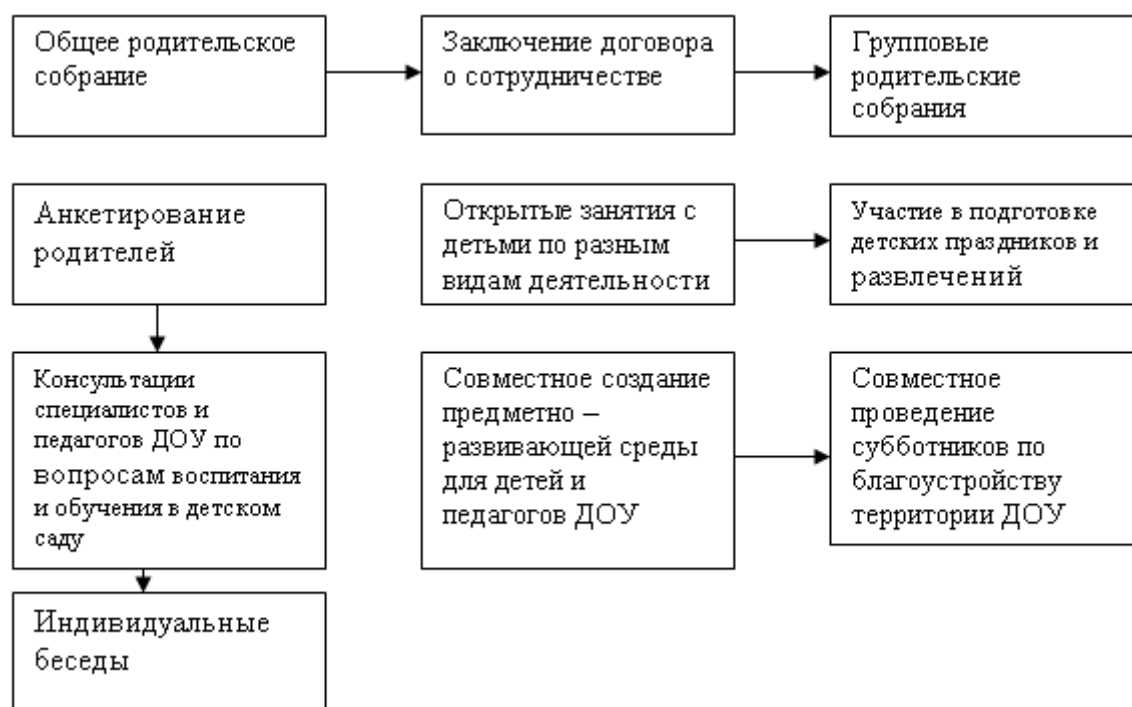 Общее родительское
собрание
Заключение договора
о сотрудничестве
Групповые
родительские
собрания
Анкетирование
родителей
Открытые занятия с
детьми по разным
видам деятельности
Участие в подготовке
детских праздников и
развлечений
Консультации
специалистов и
педагогов ДОУ по
вопросам воспитания
и обучения в детском
саду
Совместное создание
предметно –
развивающей среды
для детей и
педагогов ДОУ
Совместное
проведение
субботников по
благоустройству
территории ДОУ
Индивидуальные
беседы